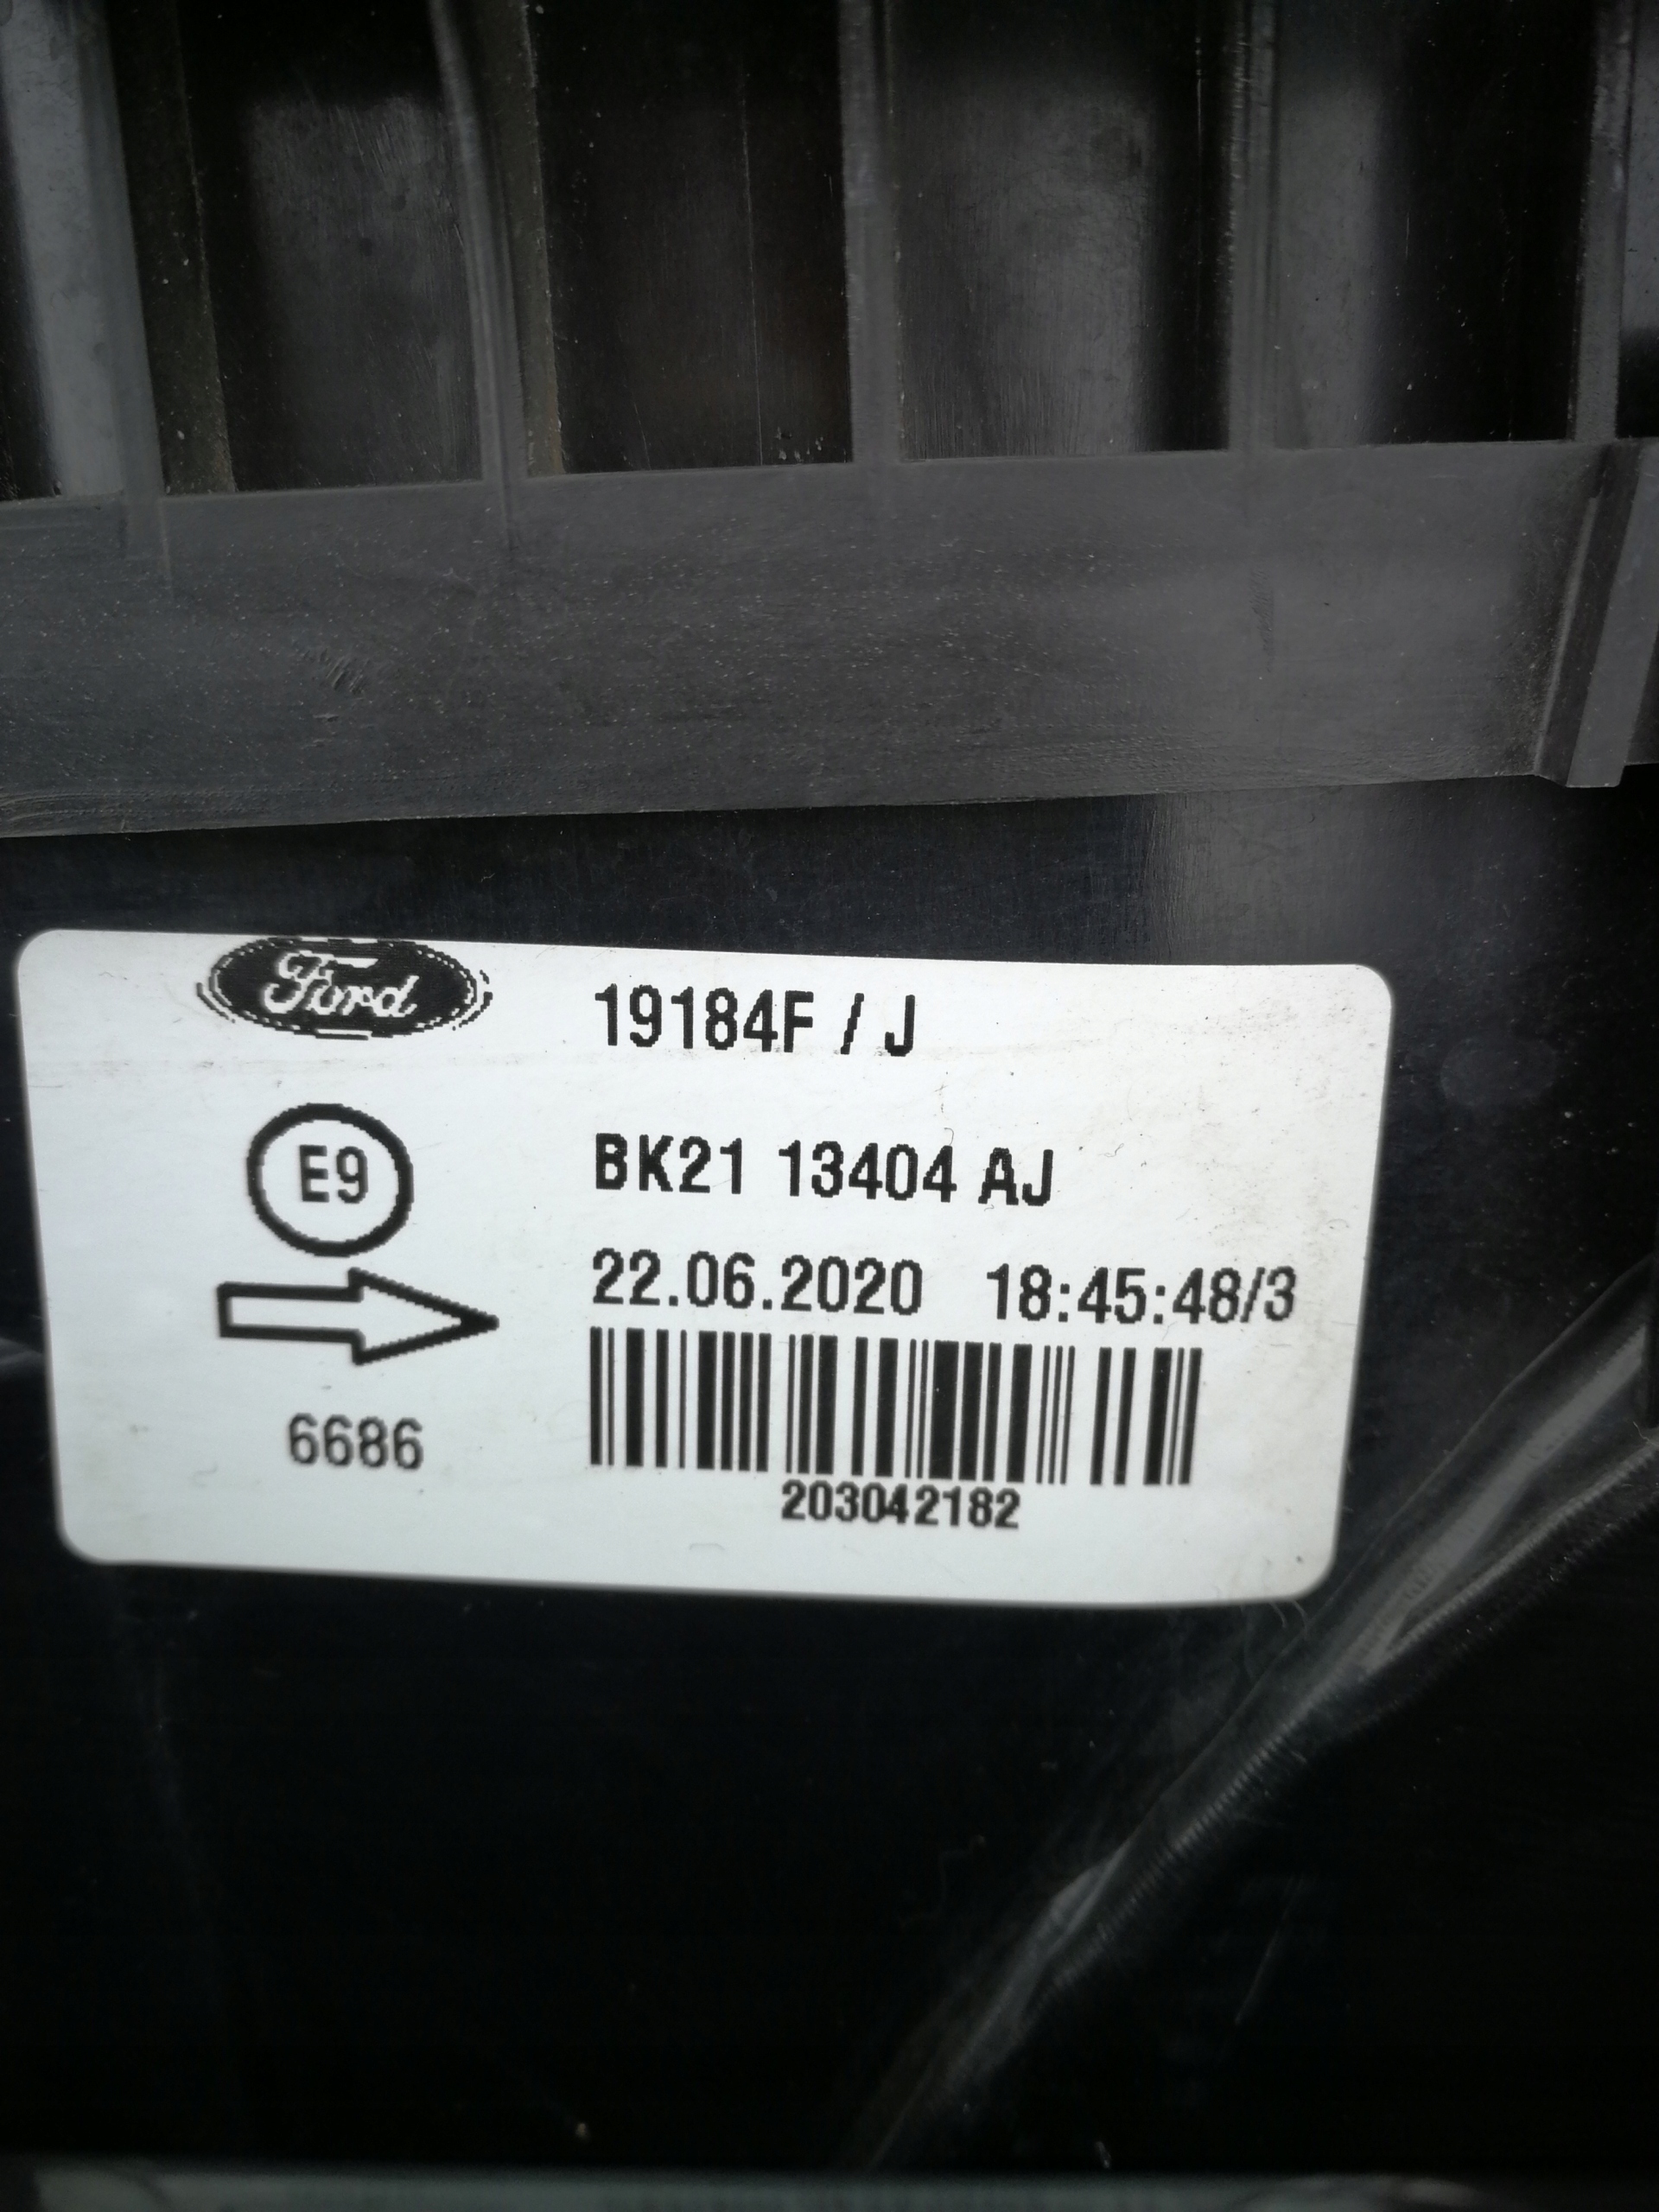 Ford
19184F / J
E9
BK21 13404 AJ
22.06.2020 18:45:48/3
6686
203042182